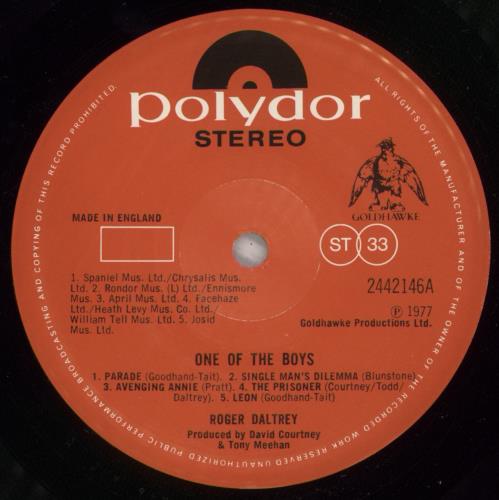 polydor
STEREO
ALL RIGHTS OF THE MANUFACTURER AND OF THE OWNER OF THE RECORDED WORK RESERVED UNAUTHORIZED PUBLIC PERFORMANCE BROADCASTING AND COPYING OF THIS RECORD PROHIBITED.
GOLDHAWKE
MADE IN ENGLAND
ST 33
1. Spaniel Mus. Ltd./Chrysalis Mus.
Ltd. 2. Rondor Mus. (L) Ltd./Ennismore
Mus. 3. April Mus. Ltd. 4. Facehaze
Ltd./Heath Levy Mus. Co. Ltd./
William Tell Mus. Ltd. 5. Josid
Mus. Ltd.
2442146A
℗ 1977
Goldhawke Productions Ltd.
ONE OF THE BOYS
1. PARADE (Goodhand-Tait). 2. SINGLE MAN'S DILEMMA (Blunstone).
3. AVENGING ANNIE (Pratt). 4. THE PRISONER (Courtney/Todd/
Daltrey). 5. LEON (Goodhand-Tait)
ROGER DALTREY
Produced by David Courtney
& Tony Meehan